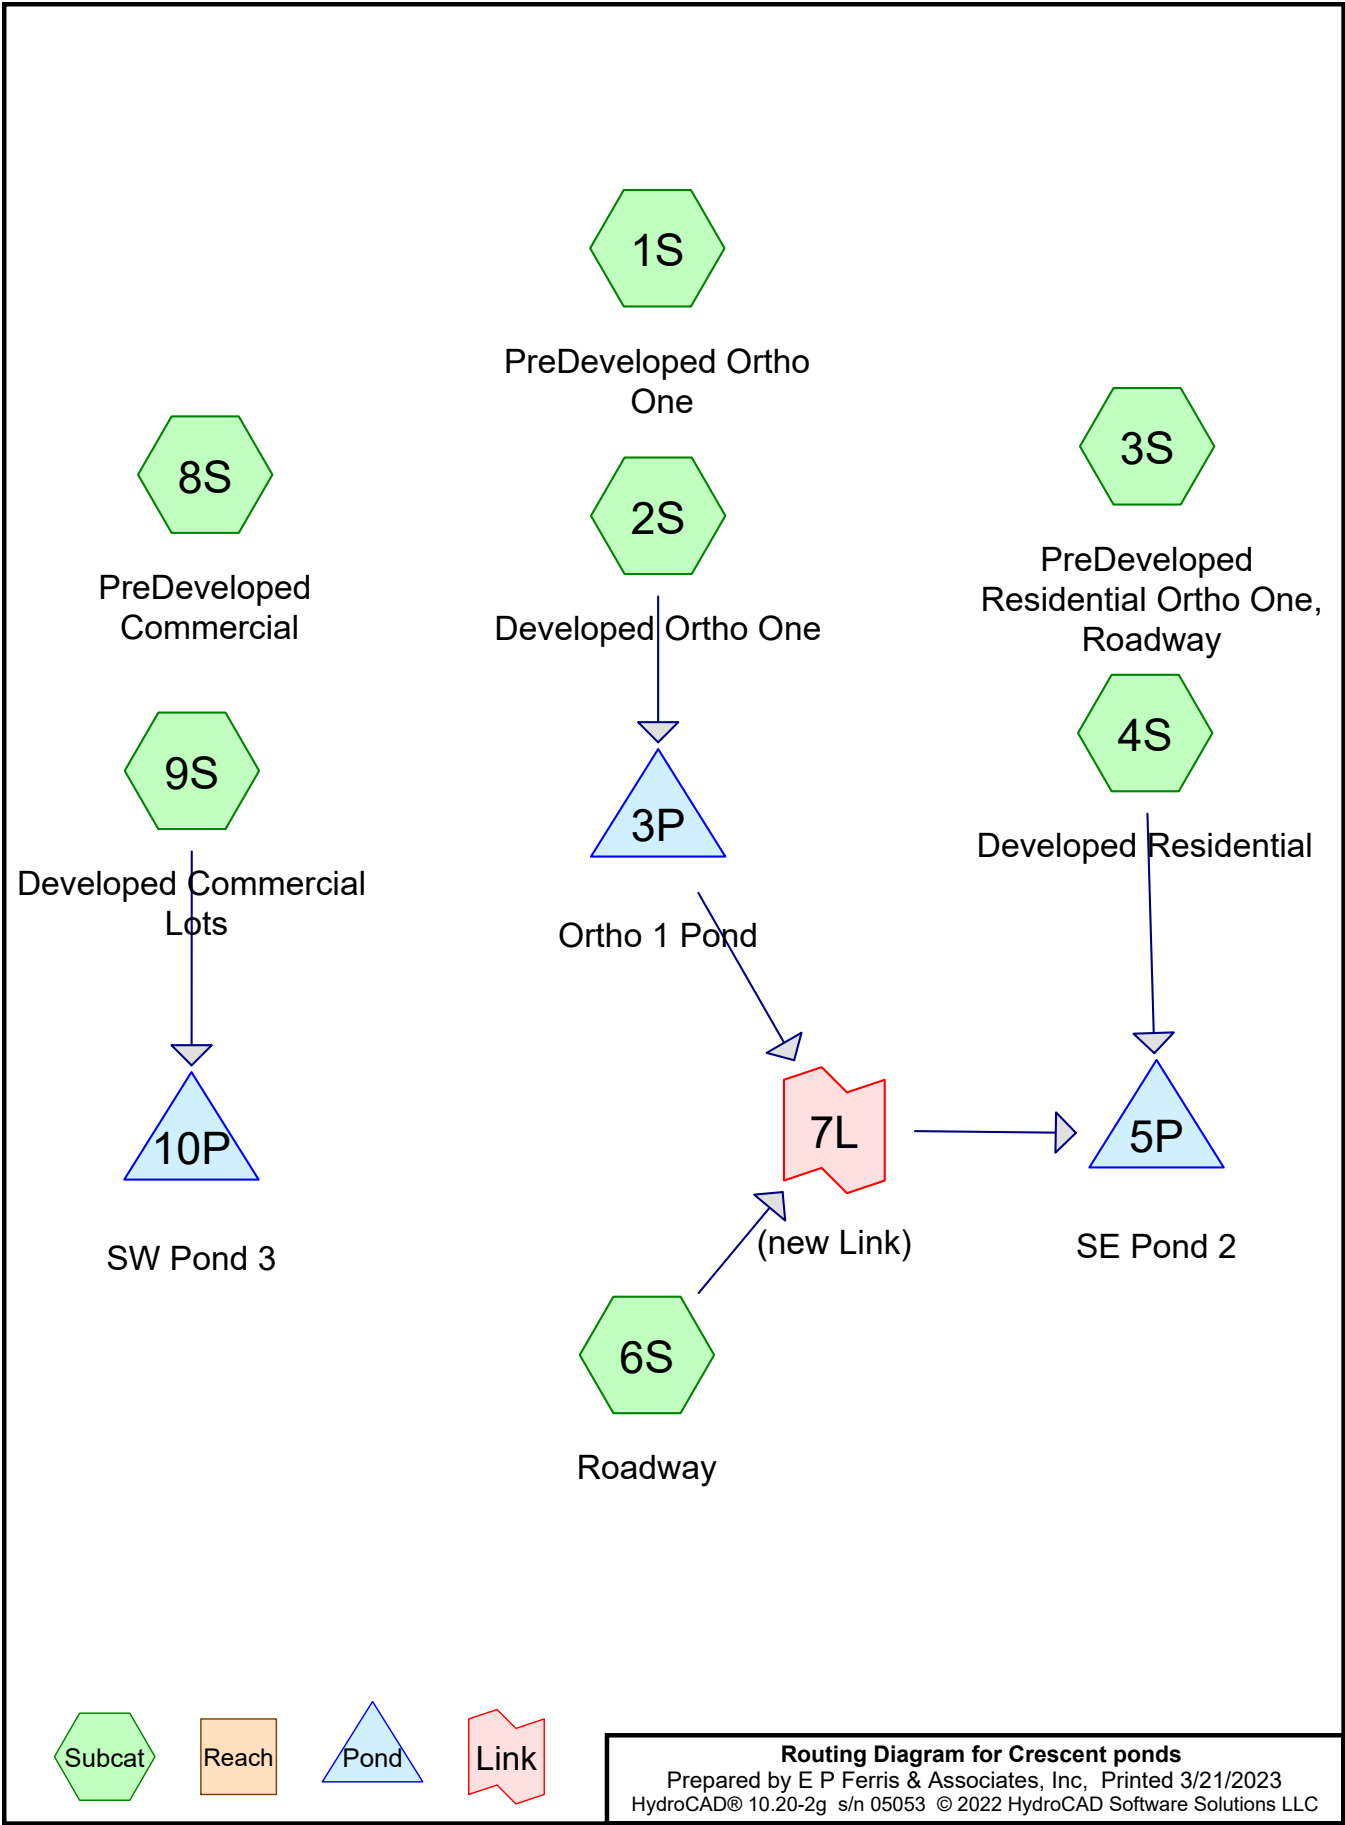 1S
PreDeveloped Ortho
One
8S
PreDeveloped
Commercial
2S
Developed Ortho One
3S
PreDeveloped
Residential Ortho One,
Roadway
9S
Developed Commercial
Lots
3P
Ortho 1 Pond
4S
Developed Residential
10P
SW Pond 3
7L
(new Link)
5P
SE Pond 2
6S
Roadway
Subcat
Reach
Pond
Link
Routing Diagram for Crescent ponds
Prepared by E P Ferris & Associates, Inc, Printed 3/21/2023
HydroCAD® 10.20-2g s/n 05053 © 2022 HydroCAD Software Solutions LLC